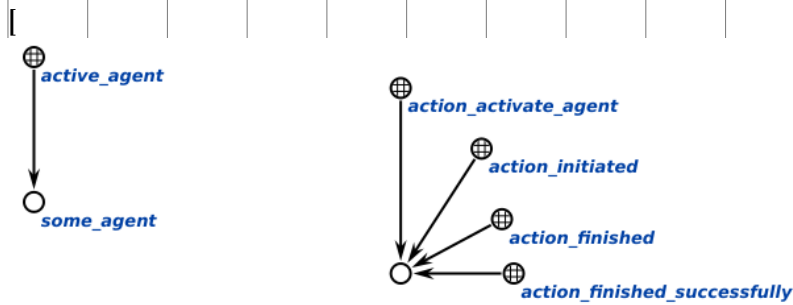 [
active_agent
action_activate_agent
action_initiated
some_agent
action_finished
action_finished_successfully